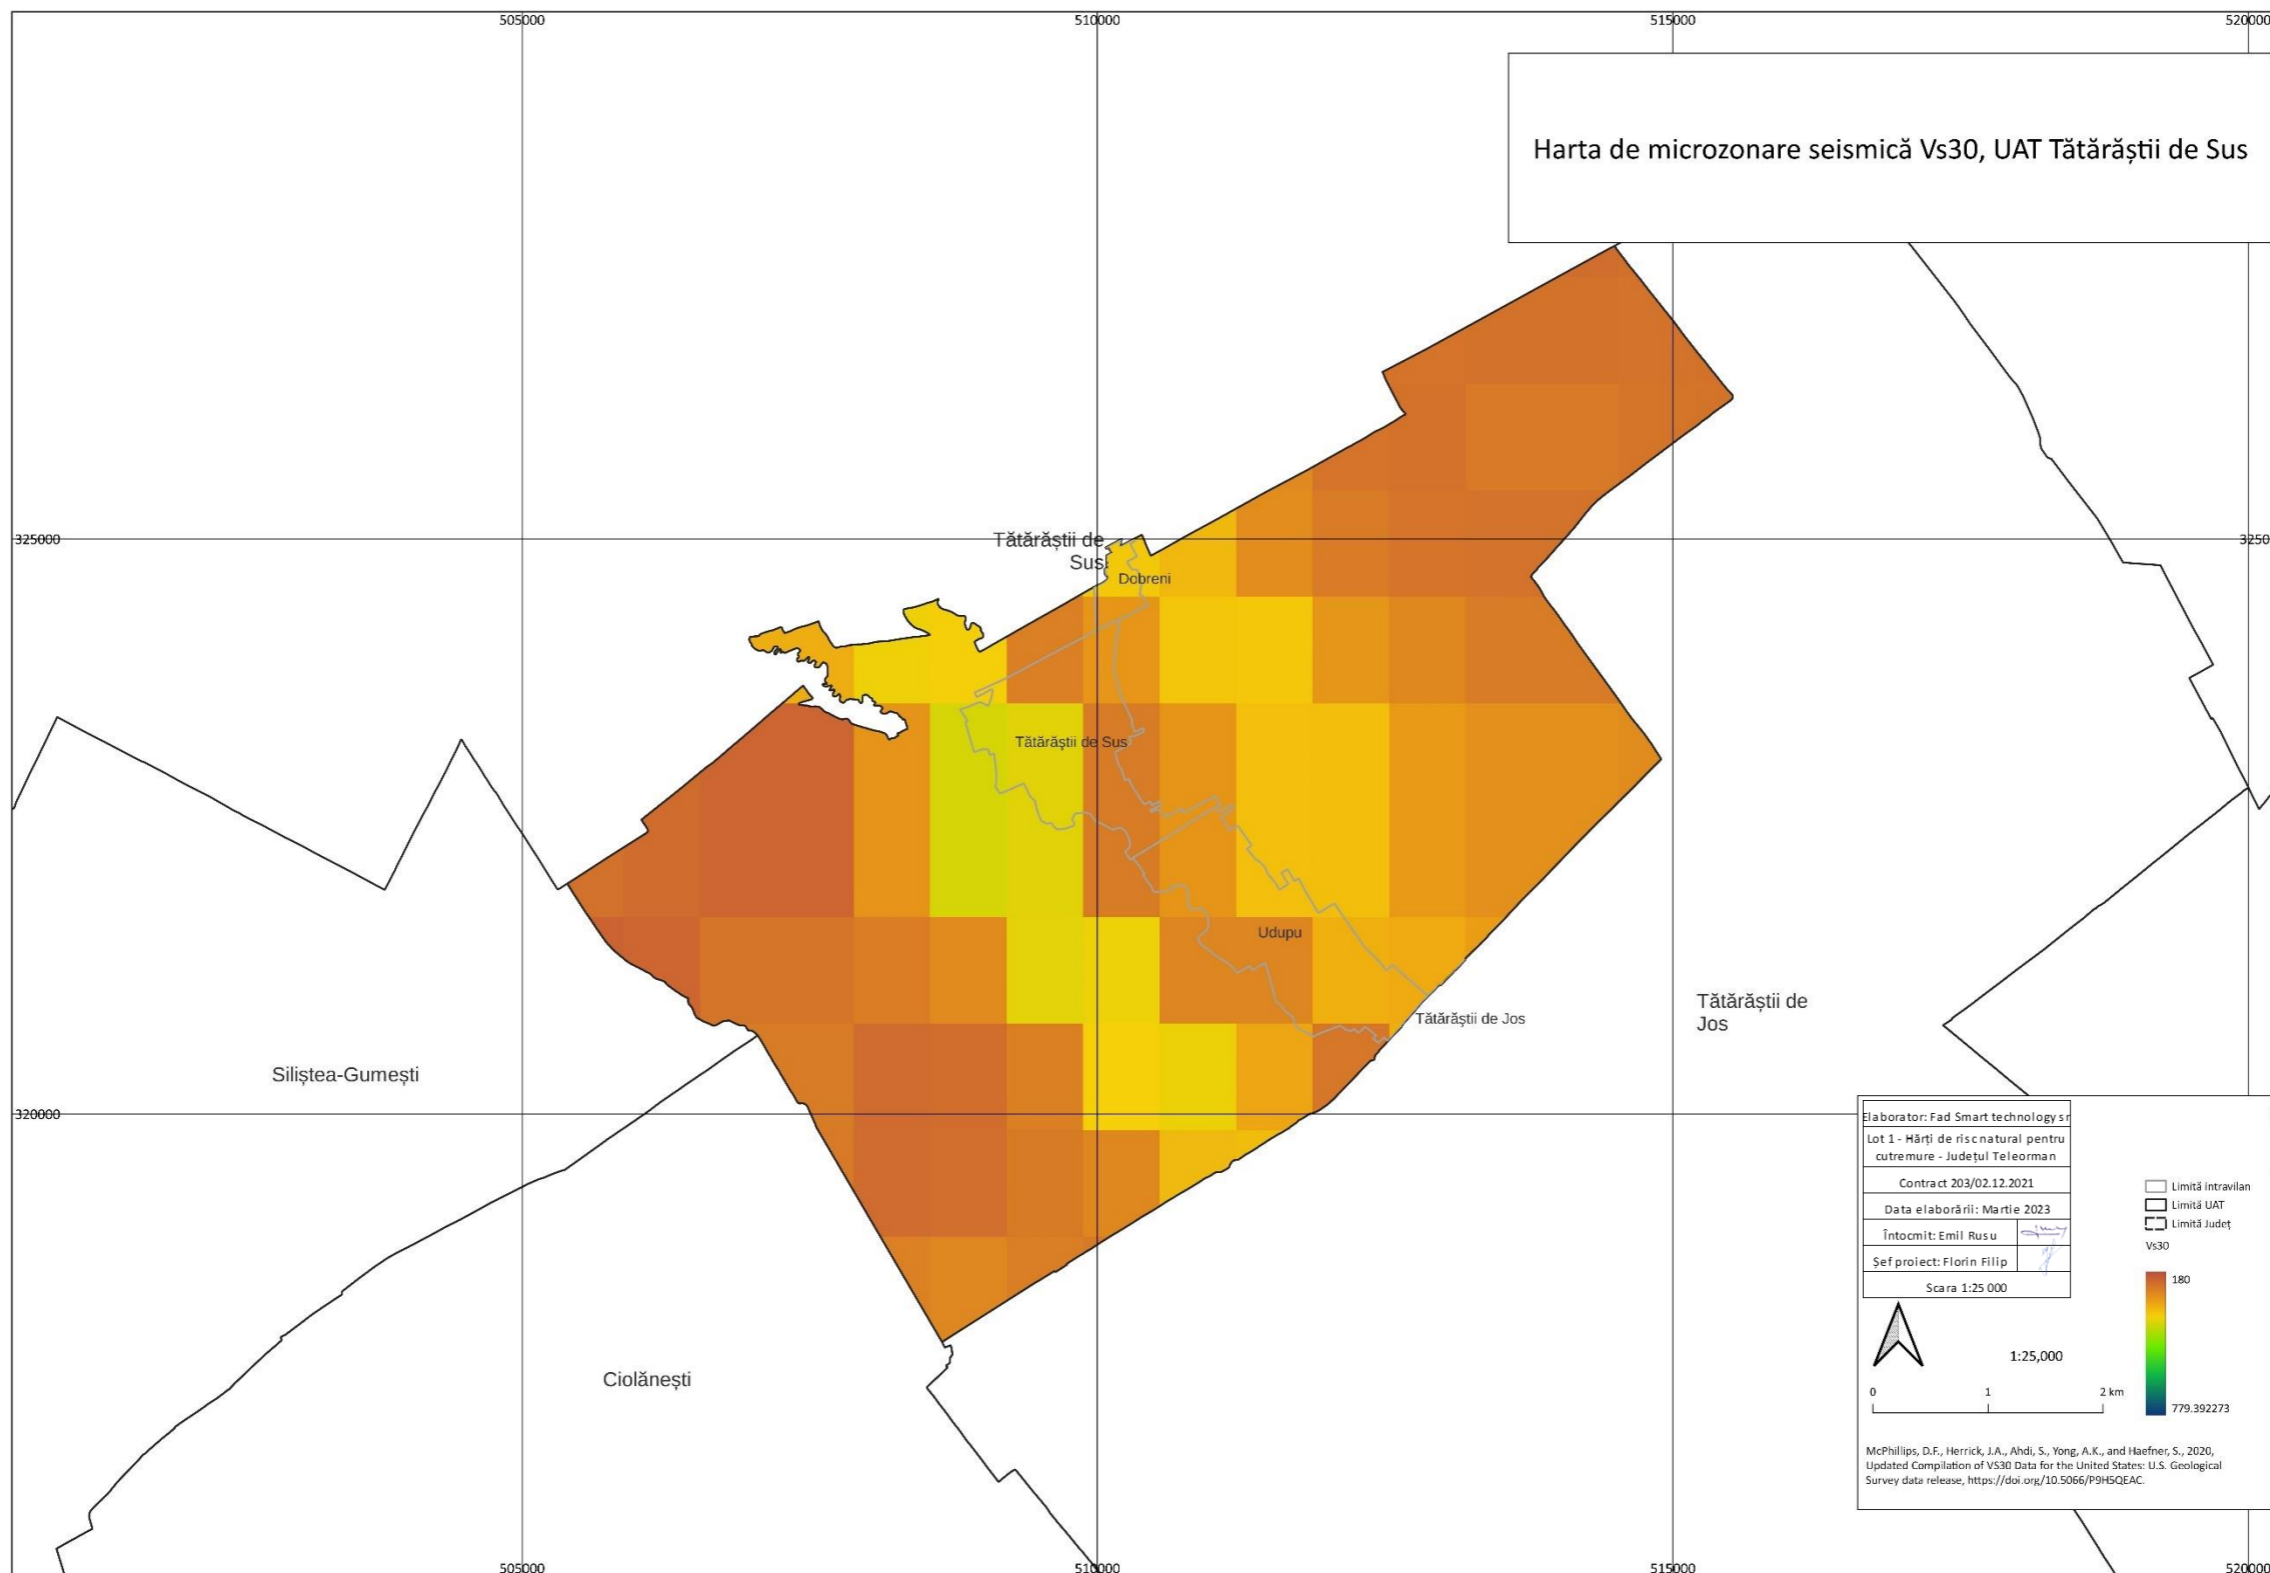 505000
510000
515000
520000
Harta de microzonare seismică Vs30, UAT Tătărăștii de Sus
325000
Tătărăștii de
Sus
Dobreni
Tătărăștii de Sus
Udupu
Tătărăștii de Jos
Tătărăștii de
Jos
Siliștea-Gumești
320000
Ciolănești
Elaborator: Fad Smart technology sr
Lot 1 - Hărți de risc natural pentru
cutremure - Județul Teleorman
Contract 203/02.12.2021
Data elaborării: Martie 2023
Întocmit: Emil Rusu
Șef proiect: Florin Filip
Scara 1:25 000
1:25,000
0 1 2 km
Limită intravilan
Limită UAT
Limită Județ
Vs30
180
779.392273
McPhillips, D.F., Herrick, J.A., Ahdi, S., Yong, A.K., and Haefner, S., 2020,
Updated Compilation of VS30 Data for the United States: U.S. Geological
Survey data release, https://doi.org/10.5066/P9H5QEAC.
505000
510000
515000
520000